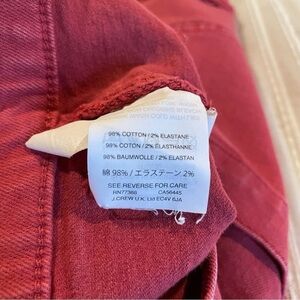 98% COTTON / 2% ELASTANE
98% COTON / 2% ÉLASTHANNE
98% BAUMWOLLE / 2% ELASTAN
綿 98% / エラステーン 2%
SEE REVERSE FOR CARE
RN77388 CA56445
J.CREW U.K. Ltd EC4V 6JA